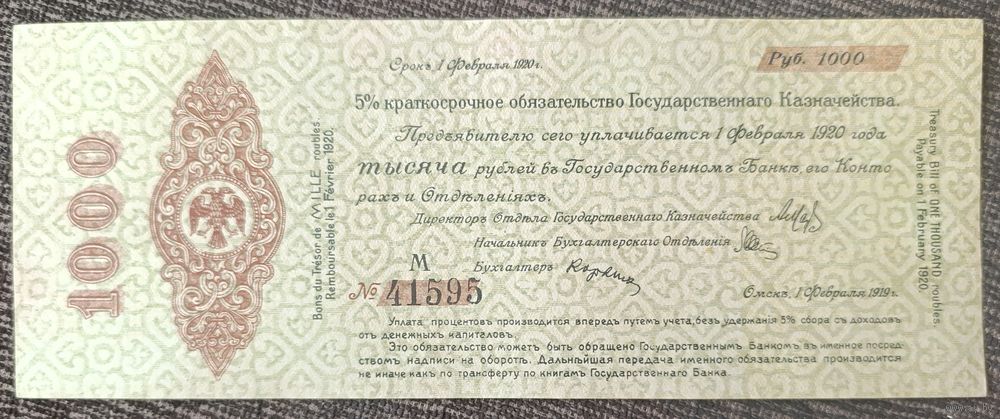 Срокъ 1 Февраля 1920 г.
Руб. 1000
5% краткосрочное обязательство Государственнаго Казначейства.
Предъявителю сего уплачивается 1 Февраля 1920 года
тысяча рублей въ Государственномъ Банкѣ, его Конто
рахъ и Отдѣленіяхъ.
Директоръ Отдѣла Государственнаго Казначейства
Начальникъ Бухгалтерскаго Отдѣленія
М
Бухгалтеръ
№ 41595
Омскъ, 1 Февраля 1919 г.
Уплата процентовъ производится впередъ путемъ учета, безъ удержанія 5% сбора съ доходовъ
отъ денежныхъ капиталовъ.
Это обязательство можетъ быть обращено Государственнымъ Банкомъ въ именное посред-
ствомъ надписи на оборотѣ. Дальнѣйшая передача именного обязательства производится
не иначе какъ по трансферту по книгамъ Государственнаго Банка.
1000
Bons du Trésor de MILLE roubles
Remboursable le 1 Février 1920.
Treasury Bill of ONE THOUSAND roubles
Payable on 1 February 1920.